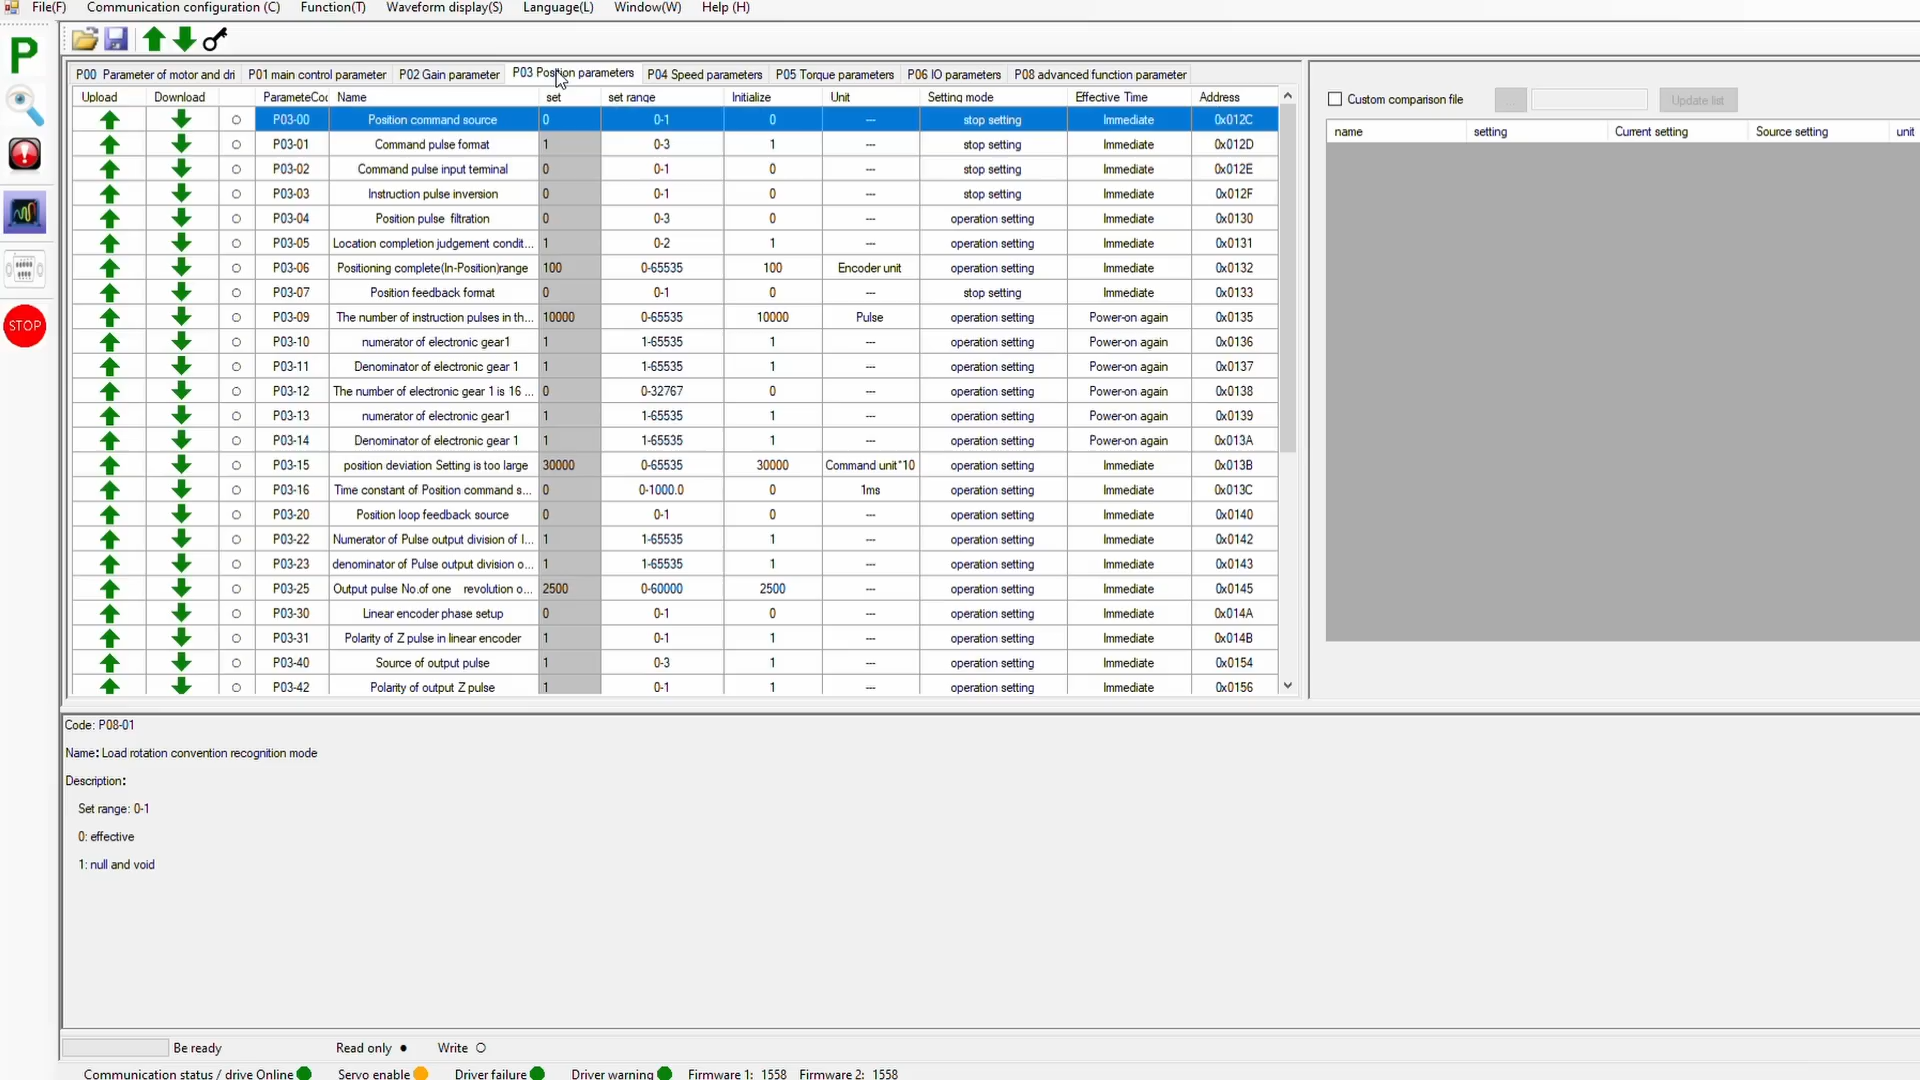 File(F) Communication configuration (C) Function(T) Waveform display(S) Language(L) Window(W) Help (H)
P
STOP
P00 Parameter of motor and dri P01 main control parameter P02 Gain parameter P03 Position parameters P04 Speed parameters P05 Torque parameters P06 IO parameters P08 advanced function parameter
Upload Download ParameteCoc Name set set range Initialize Unit Setting mode Effective Time Address
P03-00 Position command source 0 0-1 0 --- stop setting Immediate 0x012C
P03-01 Command pulse format 1 0-3 1 --- stop setting Immediate 0x012D
P03-02 Command pulse input terminal 0 0-1 0 --- stop setting Immediate 0x012E
P03-03 Instruction pulse inversion 0 0-1 0 --- stop setting Immediate 0x012F
P03-04 Position pulse filtration 0 0-3 0 --- operation setting Immediate 0x0130
P03-05 Location completion judgement condit... 1 0-2 1 --- operation setting Immediate 0x0131
P03-06 Positioning complete(In-Position)range 100 0-65535 100 Encoder unit operation setting Immediate 0x0132
P03-07 Position feedback format 0 0-1 0 --- stop setting Immediate 0x0133
P03-09 The number of instruction pulses in th... 10000 0-65535 10000 Pulse operation setting Power-on again 0x0135
P03-10 numerator of electronic gear1 1 1-65535 1 --- operation setting Power-on again 0x0136
P03-11 Denominator of electronic gear 1 1 1-65535 1 --- operation setting Power-on again 0x0137
P03-12 The number of electronic gear 1 is 16 ... 0 0-32767 0 --- operation setting Power-on again 0x0138
P03-13 numerator of electronic gear1 1 1-65535 1 --- operation setting Power-on again 0x0139
P03-14 Denominator of electronic gear 1 1 1-65535 1 --- operation setting Power-on again 0x013A
P03-15 position deviation Setting is too large 30000 0-65535 30000 Command unit*10 operation setting Immediate 0x013B
P03-16 Time constant of Position command s... 0 0-1000.0 0 1ms operation setting Immediate 0x013C
P03-20 Position loop feedback source 0 0-1 0 --- operation setting Immediate 0x0140
P03-22 Numerator of Pulse output division of I... 1 1-65535 1 --- operation setting Immediate 0x0142
P03-23 denominator of Pulse output division o... 1 1-65535 1 --- operation setting Immediate 0x0143
P03-25 Output pulse No.of one revolution o... 2500 0-60000 2500 --- operation setting Immediate 0x0145
P03-30 Linear encoder phase setup 0 0-1 0 --- operation setting Immediate 0x014A
P03-31 Polarity of Z pulse in linear encoder 1 0-1 1 --- operation setting Immediate 0x014B
P03-40 Source of output pulse 1 0-3 1 --- operation setting Immediate 0x0154
P03-42 Polarity of output Z pulse 1 0-1 1 --- operation setting Immediate 0x0156
Custom comparison file Update list
name setting Current setting Source setting unit
Code: P08-01
Name: Load rotation convention recognition mode
Description:
Set range: 0-1
0: effective
1: null and void
Be ready Read only Write
Communication status / drive Online Servo enable Driver failure Driver warning Firmware 1: 1558 Firmware 2: 1558